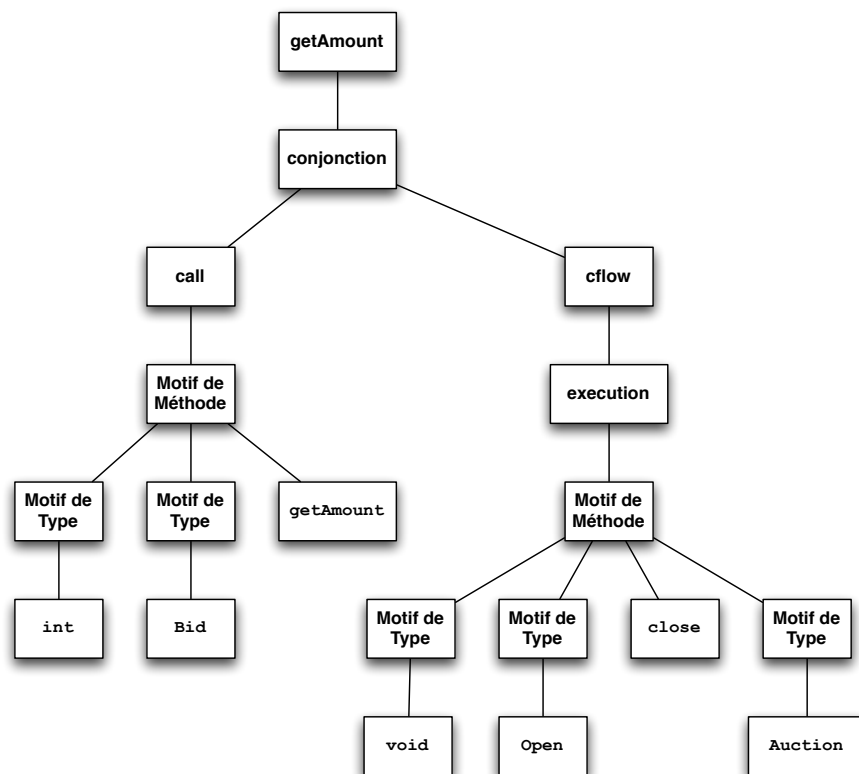 getAmount
conjonction
call
cflow
Motif de
Méthode
execution
Motif de
Type
Motif de
Type
getAmount
Motif de
Méthode
int
Bid
Motif de
Type
Motif de
Type
close
Motif de
Type
void
Open
Auction